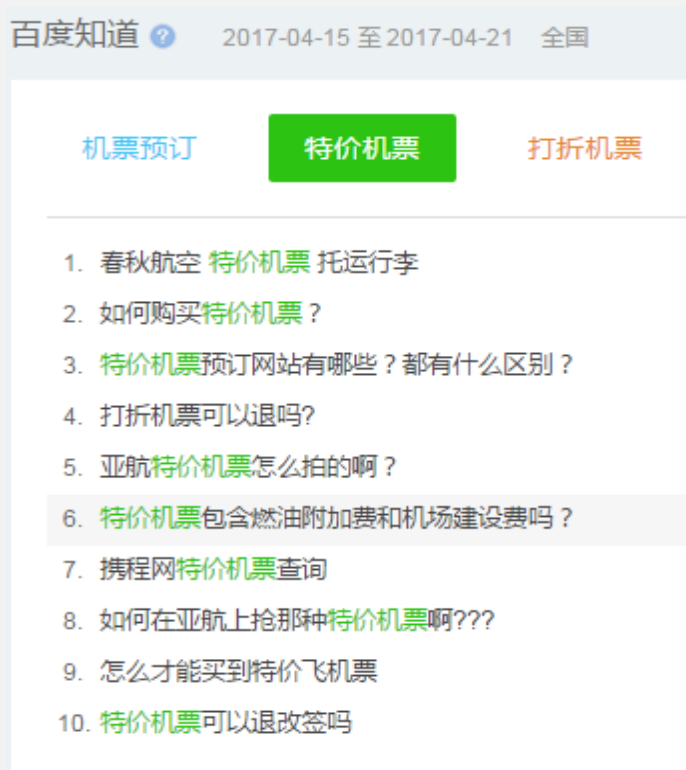 百度知道 ? 2017-04-15 至 2017-04-21 全国
机票预订 特价机票 打折机票
1. 春秋航空 特价机票 托运行李
2. 如何购买特价机票？
3. 特价机票预订网站有哪些？都有什么区别？
4. 打折机票可以退吗?
5. 亚航特价机票怎么拍的啊？
6. 特价机票包含燃油附加费和机场建设费吗？
7. 携程网特价机票查询
8. 如何在亚航上抢那种特价机票啊???
9. 怎么才能买到特价飞机票
10. 特价机票可以退改签吗